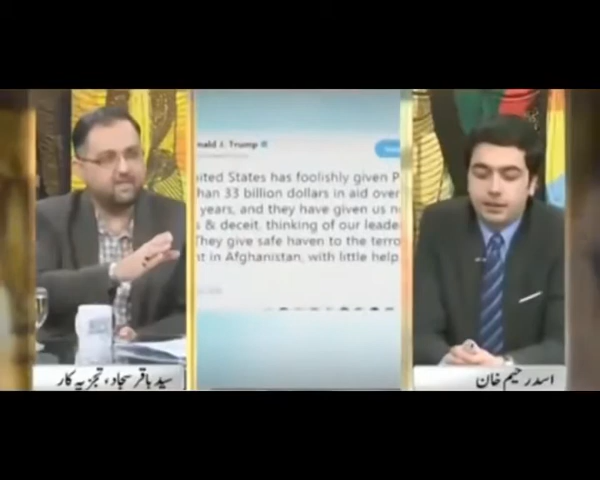 nald J. Trump
ited States has foolishly given P
han 33 billion dollars in aid over
years, and they have given us n
s & deceit, thinking of our leade
They give safe haven to the terro
nt in Afghanistan, with little help
سید باقر سجاد، تجزیہ کار
اسد رحیم خان